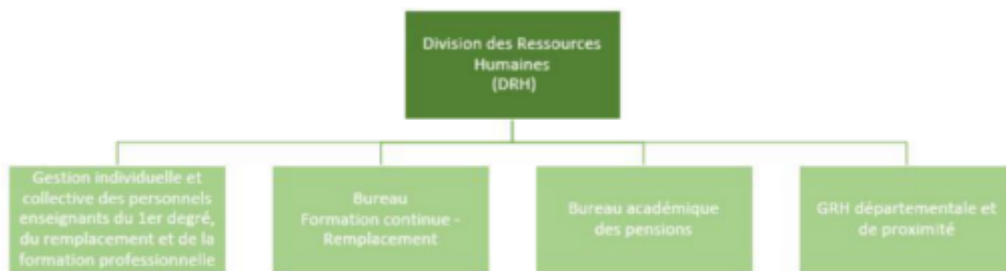 Division des Ressources
Humaines
(DRH)
Gestion individuelle et
collective des personnels
enseignants du 1er degré,
du remplacement et de la
formation professionnelle
Bureau
Formation continue -
Remplacement
Bureau académique
des pensions
GRH départementale et
de proximité